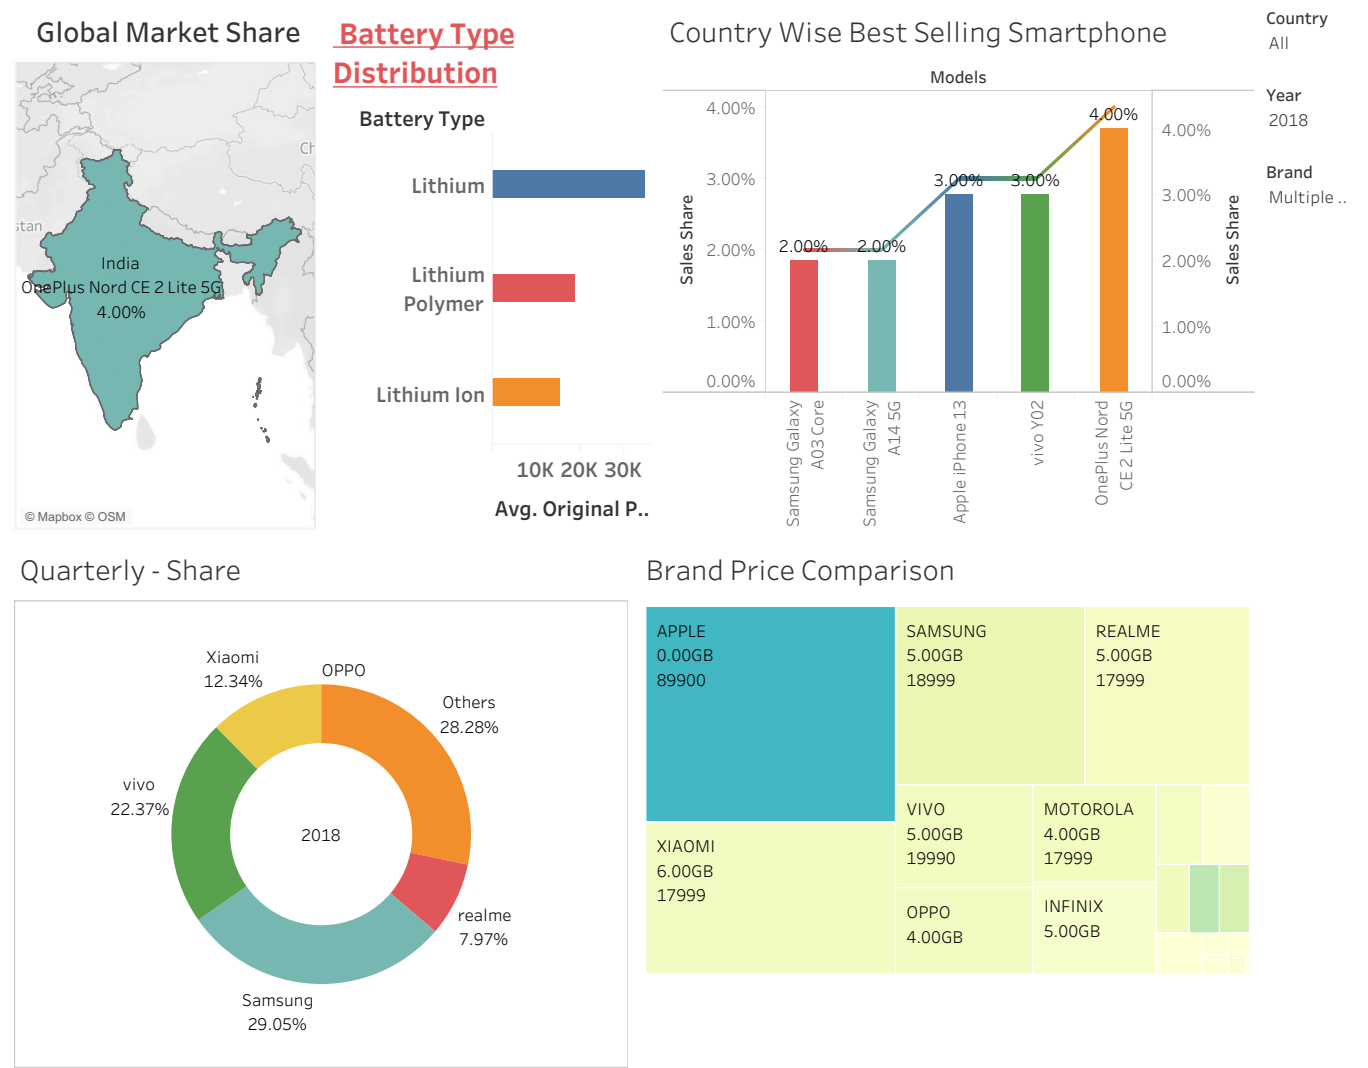 Global Market Share
Ch
stan
India
OnePlus Nord CE 2 Lite 5G
4.00%
© Mapbox © OSM
Battery Type
Distribution
Battery Type
Lithium
Lithium
Polymer
Lithium Ion
10K 20K 30K
Avg. Original P..
Country Wise Best Selling Smartphone
Models
Sales Share
4.00%
3.00%
2.00%
1.00%
0.00%
2.00%
2.00%
3.00%
3.00%
4.00%
4.00%
3.00%
2.00%
1.00%
0.00%
Sales Share
Samsung Galaxy
A03 Core
Samsung Galaxy
A14 5G
Apple iPhone 13
vivo Y02
OnePlus Nord
CE 2 Lite 5G
Country
All
Year
2018
Brand
Multiple ..
Quarterly - Share
Xiaomi
12.34%
OPPO
Others
28.28%
vivo
22.37%
2018
realme
7.97%
Samsung
29.05%
Brand Price Comparison
APPLE
0.00GB
89900
SAMSUNG
5.00GB
18999
REALME
5.00GB
17999
XIAOMI
6.00GB
17999
VIVO
5.00GB
19990
MOTOROLA
4.00GB
17999
OPPO
4.00GB
INFINIX
5.00GB